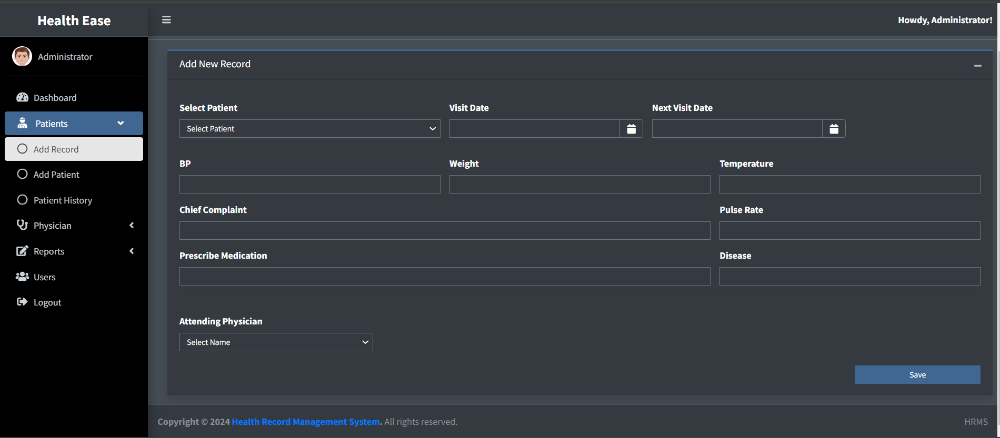 Health Ease
Howdy, Administrator!
Administrator
Dashboard
Patients
Add Record
Add Patient
Patient History
Physician
Reports
Users
Logout
Add New Record
Select Patient Visit Date Next Visit Date
Select Patient
BP Weight Temperature
Chief Complaint Pulse Rate
Prescribe Medication Disease
Attending Physician
Select Name
Save
Copyright © 2024 Health Record Management System. All rights reserved. HRMS